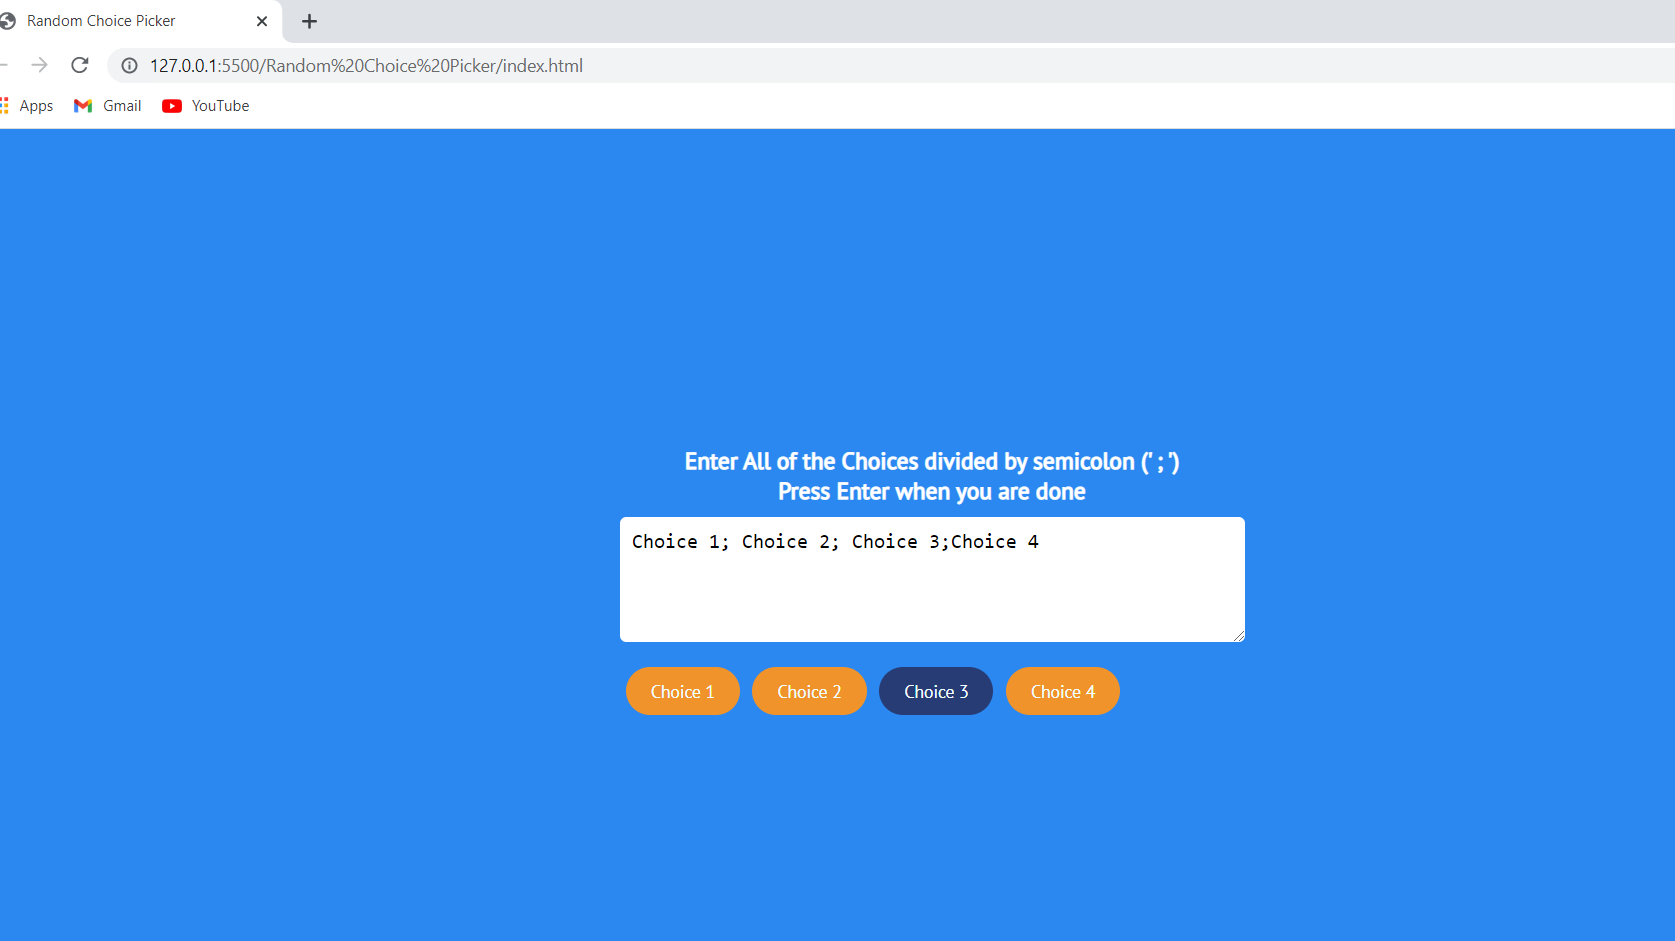 Random Choice Picker
127.0.0.1:5500/Random%20Choice%20Picker/index.html
Apps Gmail YouTube
Enter All of the Choices divided by semicolon (' ; ')
Press Enter when you are done
Choice 1; Choice 2; Choice 3;Choice 4
Choice 1 Choice 2 Choice 3 Choice 4